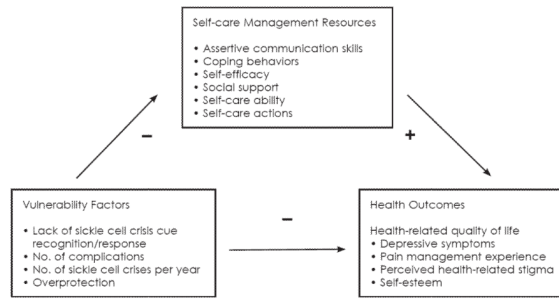 Self-care Management Resources
• Assertive communication skills
• Coping behaviors
• Self-efficacy
• Social support
• Self-care ability
• Self-care actions
–
+
Vulnerability Factors
• Lack of sickle cell crisis cue
recognition/response
• No. of complications
• No. of sickle cell crises per year
• Overprotection
–
Health Outcomes
Health-related quality of life
• Depressive symptoms
• Pain management experience
• Perceived health-related stigma
• Self-esteem